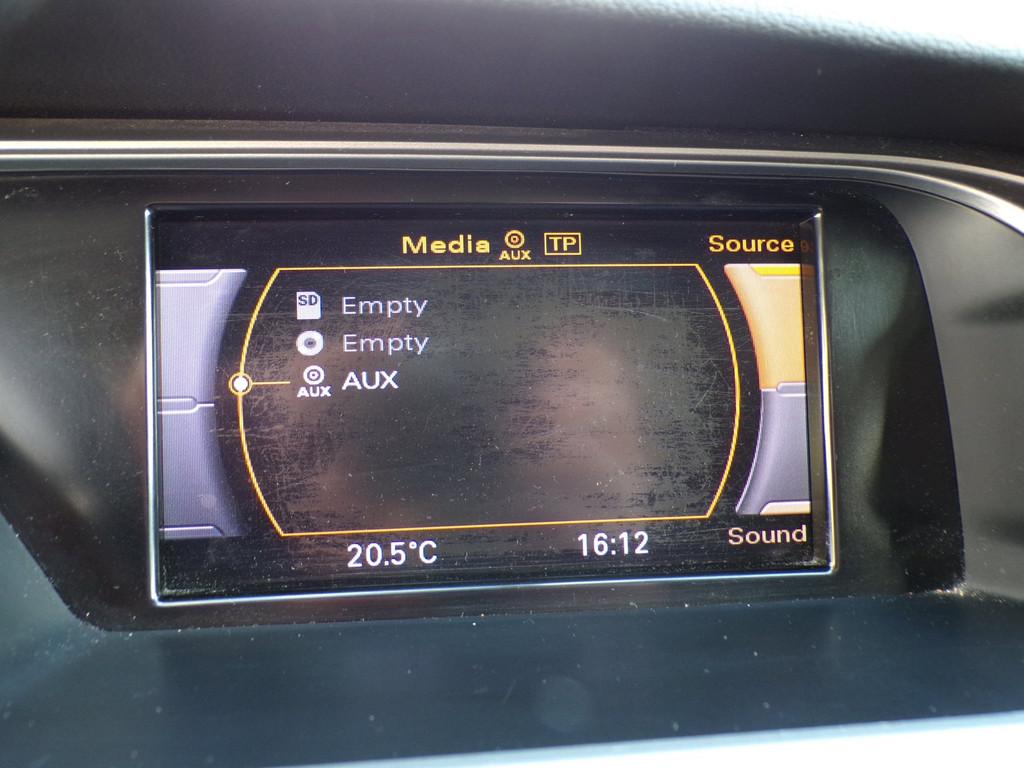 Media AUX TP Source
SD Empty
Empty
AUX AUX
20.5°C 16:12 Sound